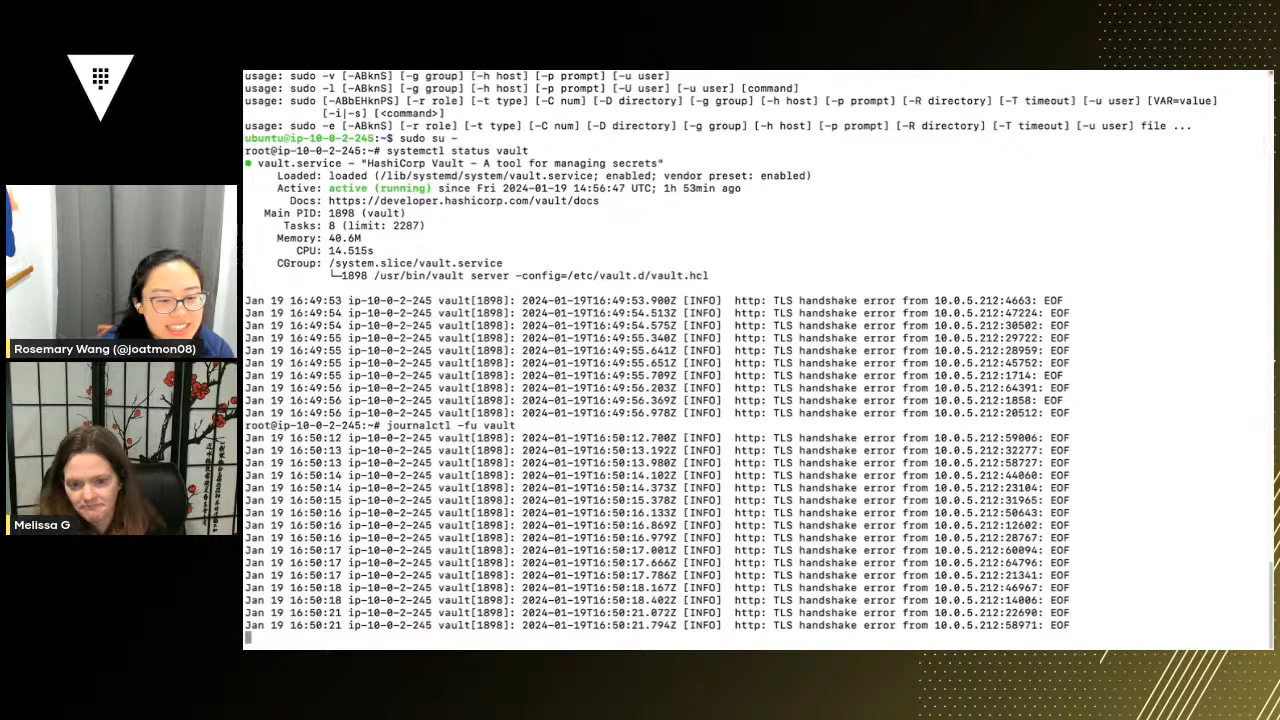 usage: sudo -v [-ABknS] [-g group] [-h host] [-p prompt] [-u user]
usage: sudo -l [-ABknS] [-g group] [-h host] [-p prompt] [-U user] [-u user] [command]
usage: sudo [-ABbEHknPS] [-r role] [-t type] [-C num] [-D directory] [-g group] [-h host] [-p prompt] [-R directory] [-T timeout] [-u user] [VAR=value]
[-i|-s] [<command>]
usage: sudo -e [-ABknS] [-r role] [-t type] [-C num] [-D directory] [-g group] [-h host] [-p prompt] [-R directory] [-T timeout] [-u user] file ...
ubuntu@ip-10-0-2-245:~$ sudo su -
root@ip-10-0-2-245:~# systemctl status vault
● vault.service - "HashiCorp Vault - A tool for managing secrets"
Loaded: loaded (/lib/systemd/system/vault.service; enabled; vendor preset: enabled)
Active: active (running) since Fri 2024-01-19 14:56:47 UTC; 1h 53min ago
Docs: https://developer.hashicorp.com/vault/docs
Main PID: 1898 (vault)
Tasks: 8 (limit: 2287)
Memory: 40.6M
CPU: 14.515s
CGroup: /system.slice/vault.service
└─1898 /usr/bin/vault server -config=/etc/vault.d/vault.hcl
Jan 19 16:49:53 ip-10-0-2-245 vault[1898]: 2024-01-19T16:49:53.900Z [INFO]  http: TLS handshake error from 10.0.5.212:4663: EOF
Jan 19 16:49:54 ip-10-0-2-245 vault[1898]: 2024-01-19T16:49:54.513Z [INFO]  http: TLS handshake error from 10.0.5.212:47224: EOF
Jan 19 16:49:54 ip-10-0-2-245 vault[1898]: 2024-01-19T16:49:54.575Z [INFO]  http: TLS handshake error from 10.0.5.212:30502: EOF
Jan 19 16:49:55 ip-10-0-2-245 vault[1898]: 2024-01-19T16:49:55.340Z [INFO]  http: TLS handshake error from 10.0.5.212:29722: EOF
Jan 19 16:49:55 ip-10-0-2-245 vault[1898]: 2024-01-19T16:49:55.641Z [INFO]  http: TLS handshake error from 10.0.5.212:28959: EOF
Jan 19 16:49:55 ip-10-0-2-245 vault[1898]: 2024-01-19T16:49:55.651Z [INFO]  http: TLS handshake error from 10.0.5.212:45752: EOF
Jan 19 16:49:55 ip-10-0-2-245 vault[1898]: 2024-01-19T16:49:55.709Z [INFO]  http: TLS handshake error from 10.0.5.212:1714: EOF
Jan 19 16:49:56 ip-10-0-2-245 vault[1898]: 2024-01-19T16:49:56.203Z [INFO]  http: TLS handshake error from 10.0.5.212:64391: EOF
Jan 19 16:49:56 ip-10-0-2-245 vault[1898]: 2024-01-19T16:49:56.369Z [INFO]  http: TLS handshake error from 10.0.5.212:1858: EOF
Jan 19 16:49:56 ip-10-0-2-245 vault[1898]: 2024-01-19T16:49:56.978Z [INFO]  http: TLS handshake error from 10.0.5.212:20512: EOF
root@ip-10-0-2-245:~# journalctl -fu vault
Jan 19 16:50:12 ip-10-0-2-245 vault[1898]: 2024-01-19T16:50:12.700Z [INFO]  http: TLS handshake error from 10.0.5.212:59006: EOF
Jan 19 16:50:13 ip-10-0-2-245 vault[1898]: 2024-01-19T16:50:13.192Z [INFO]  http: TLS handshake error from 10.0.5.212:32277: EOF
Jan 19 16:50:13 ip-10-0-2-245 vault[1898]: 2024-01-19T16:50:13.980Z [INFO]  http: TLS handshake error from 10.0.5.212:58727: EOF
Jan 19 16:50:14 ip-10-0-2-245 vault[1898]: 2024-01-19T16:50:14.102Z [INFO]  http: TLS handshake error from 10.0.5.212:44060: EOF
Jan 19 16:50:14 ip-10-0-2-245 vault[1898]: 2024-01-19T16:50:14.373Z [INFO]  http: TLS handshake error from 10.0.5.212:23104: EOF
Jan 19 16:50:15 ip-10-0-2-245 vault[1898]: 2024-01-19T16:50:15.378Z [INFO]  http: TLS handshake error from 10.0.5.212:31965: EOF
Jan 19 16:50:16 ip-10-0-2-245 vault[1898]: 2024-01-19T16:50:16.133Z [INFO]  http: TLS handshake error from 10.0.5.212:50643: EOF
Jan 19 16:50:16 ip-10-0-2-245 vault[1898]: 2024-01-19T16:50:16.869Z [INFO]  http: TLS handshake error from 10.0.5.212:12602: EOF
Jan 19 16:50:16 ip-10-0-2-245 vault[1898]: 2024-01-19T16:50:16.979Z [INFO]  http: TLS handshake error from 10.0.5.212:28767: EOF
Jan 19 16:50:17 ip-10-0-2-245 vault[1898]: 2024-01-19T16:50:17.001Z [INFO]  http: TLS handshake error from 10.0.5.212:60094: EOF
Jan 19 16:50:17 ip-10-0-2-245 vault[1898]: 2024-01-19T16:50:17.666Z [INFO]  http: TLS handshake error from 10.0.5.212:64796: EOF
Jan 19 16:50:17 ip-10-0-2-245 vault[1898]: 2024-01-19T16:50:17.786Z [INFO]  http: TLS handshake error from 10.0.5.212:21341: EOF
Jan 19 16:50:18 ip-10-0-2-245 vault[1898]: 2024-01-19T16:50:18.167Z [INFO]  http: TLS handshake error from 10.0.5.212:46967: EOF
Jan 19 16:50:18 ip-10-0-2-245 vault[1898]: 2024-01-19T16:50:18.402Z [INFO]  http: TLS handshake error from 10.0.5.212:14006: EOF
Jan 19 16:50:21 ip-10-0-2-245 vault[1898]: 2024-01-19T16:50:21.072Z [INFO]  http: TLS handshake error from 10.0.5.212:22690: EOF
Jan 19 16:50:21 ip-10-0-2-245 vault[1898]: 2024-01-19T16:50:21.794Z [INFO]  http: TLS handshake error from 10.0.5.212:58971: EOF
Rosemary Wang (@joatmon08)
Melissa G